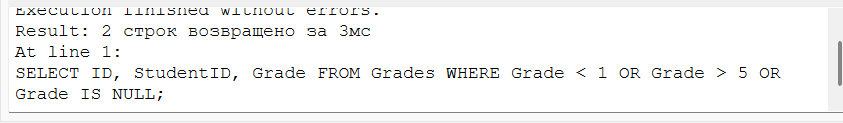 Execution finished without errors.
Result: 2 строк возвращено за 3мс
At line 1:
SELECT ID, StudentID, Grade FROM Grades WHERE Grade < 1 OR Grade > 5 OR
Grade IS NULL;